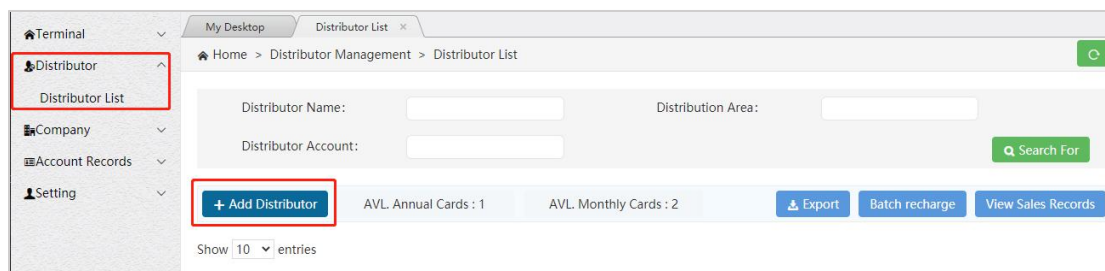 Terminal
Distributor
Distributor List
Company
Account Records
Setting
My Desktop Distributor List ×
Home > Distributor Management > Distributor List
Distributor Name: Distribution Area:
Distributor Account:
Search For
+ Add Distributor AVL. Annual Cards : 1 AVL. Monthly Cards : 2 Export Batch recharge View Sales Records
Show 10 entries